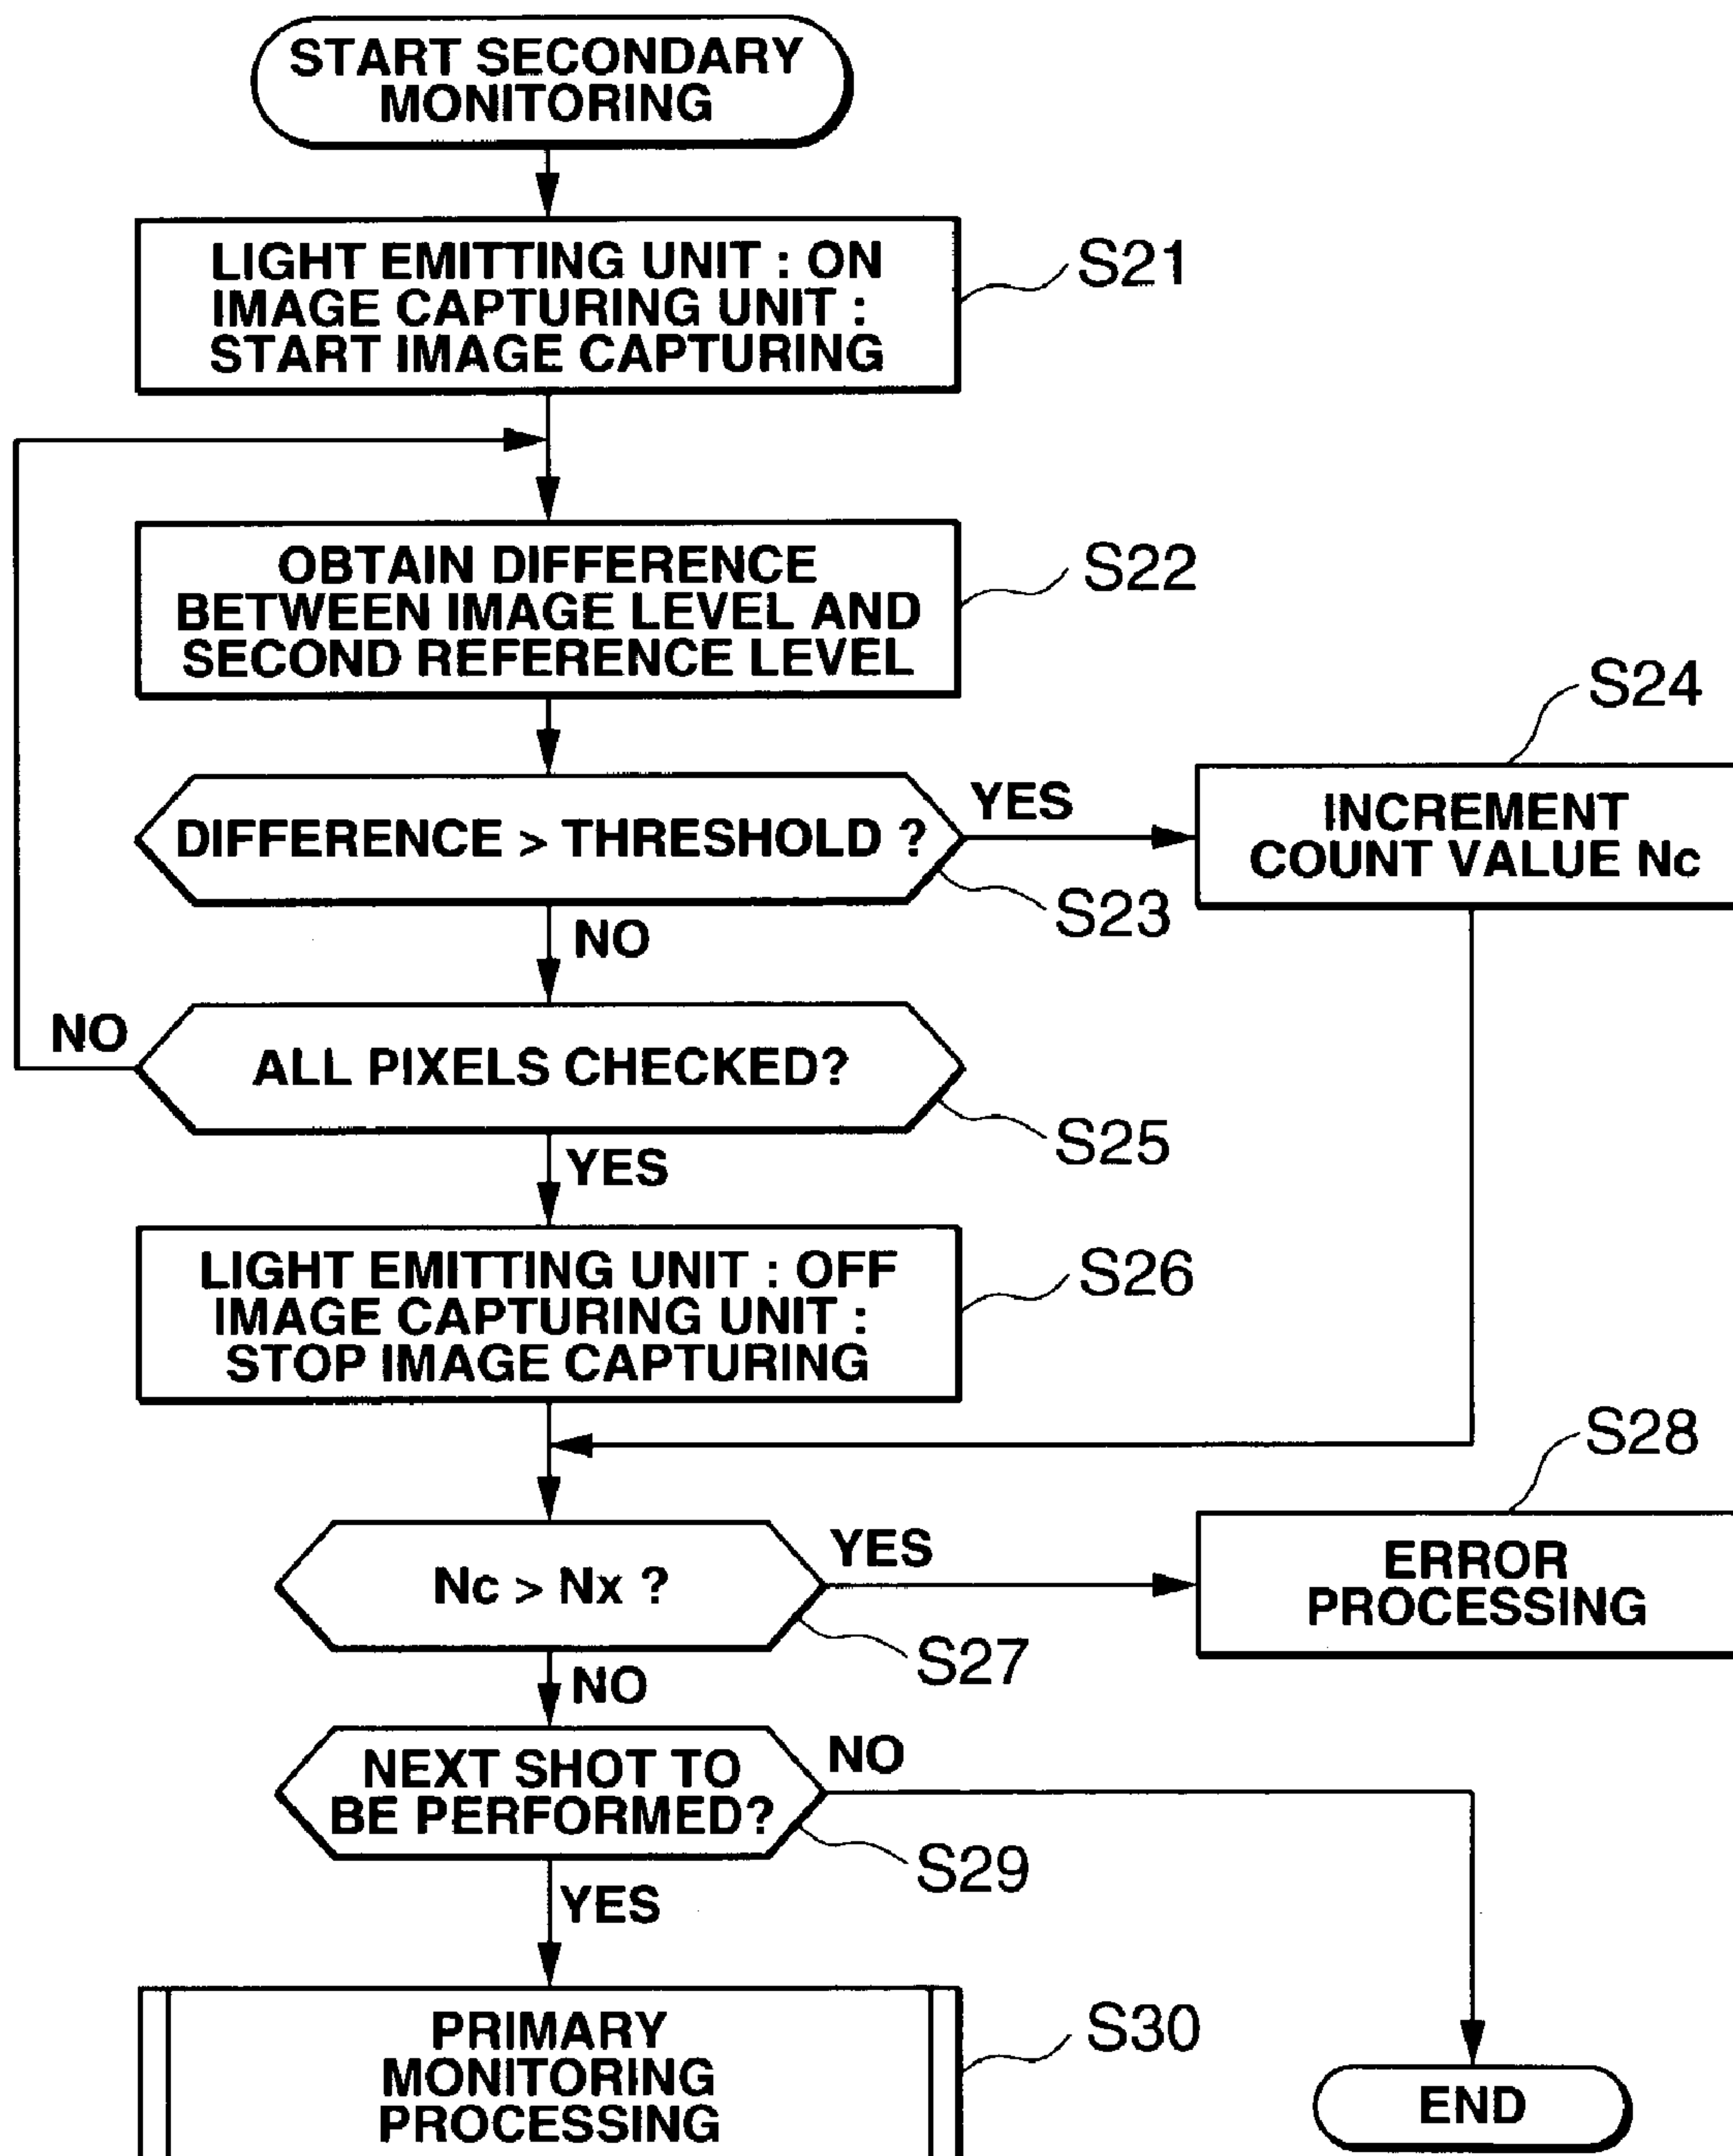 START SECONDARY
MONITORING
LIGHT EMITTING UNIT : ON
IMAGE CAPTURING UNIT :
START IMAGE CAPTURING
S21
OBTAIN DIFFERENCE
BETWEEN IMAGE LEVEL AND
SECOND REFERENCE LEVEL
S22
DIFFERENCE > THRESHOLD ?
YES
S23
NO
S24
INCREMENT
COUNT VALUE Nc
NO
ALL PIXELS CHECKED?
S25
YES
LIGHT EMITTING UNIT : OFF
IMAGE CAPTURING UNIT :
STOP IMAGE CAPTURING
S26
Nc > Nx ?
YES
S27
NO
S28
ERROR
PROCESSING
NEXT SHOT TO
BE PERFORMED?
NO
S29
YES
PRIMARY
MONITORING
PROCESSING
S30
END